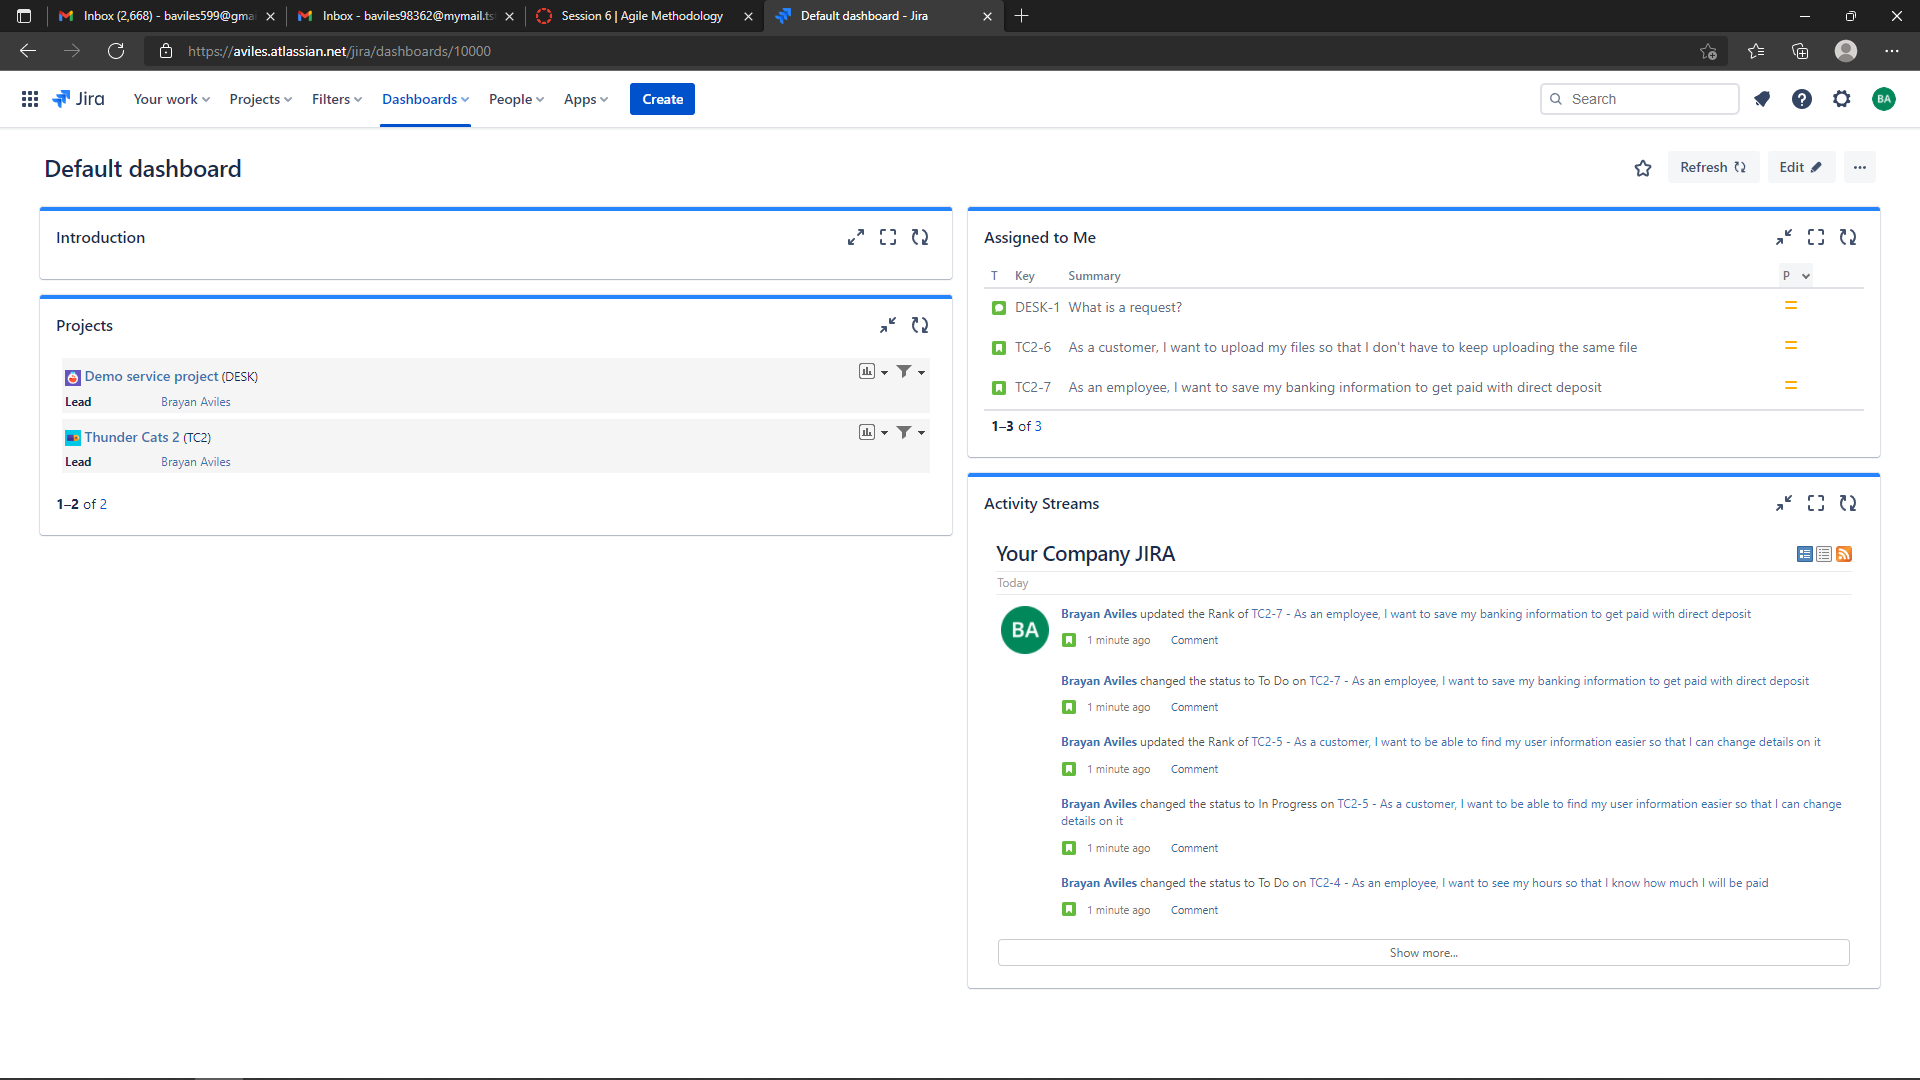 Inbox (2,668) - baviles599@gma
Inbox - baviles98362@mymail.ts
Session 6 | Agile Methodology
Default dashboard - Jira
https://aviles.atlassian.net/jira/dashboards/10000
Jira
Your work
Projects
Filters
Dashboards
People
Apps
Create
Search
BA
Default dashboard
Refresh
Edit
Introduction
Projects
Demo service project (DESK)
Lead Brayan Aviles
Thunder Cats 2 (TC2)
Lead Brayan Aviles
1–2 of 2
Assigned to Me
T Key Summary P
DESK-1 What is a request?
TC2-6 As a customer, I want to upload my files so that I don't have to keep uploading the same file
TC2-7 As an employee, I want to save my banking information to get paid with direct deposit
1–3 of 3
Activity Streams
Your Company JIRA
Today
BA
Brayan Aviles updated the Rank of TC2-7 - As an employee, I want to save my banking information to get paid with direct deposit
1 minute ago Comment
Brayan Aviles changed the status to To Do on TC2-7 - As an employee, I want to save my banking information to get paid with direct deposit
1 minute ago Comment
Brayan Aviles updated the Rank of TC2-5 - As a customer, I want to be able to find my user information easier so that I can change details on it
1 minute ago Comment
Brayan Aviles changed the status to In Progress on TC2-5 - As a customer, I want to be able to find my user information easier so that I can change
details on it
1 minute ago Comment
Brayan Aviles changed the status to To Do on TC2-4 - As an employee, I want to see my hours so that I know how much I will be paid
1 minute ago Comment
Show more...